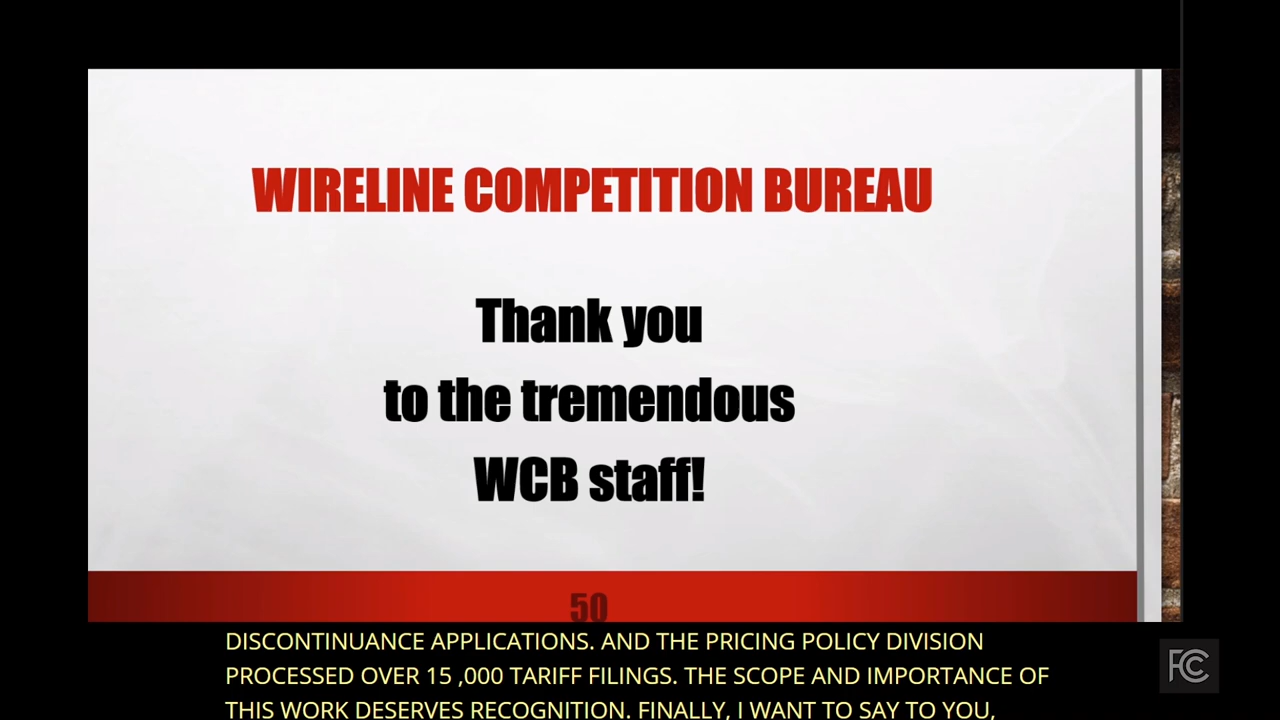 WIRELINE COMPETITION BUREAU
Thank you
to the tremendous
WCB staff!
50
DISCONTINUANCE APPLICATIONS. AND THE PRICING POLICY DIVISION
PROCESSED OVER 15 ,000 TARIFF FILINGS. THE SCOPE AND IMPORTANCE OF
THIS WORK DESERVES RECOGNITION. FINALLY, I WANT TO SAY TO YOU,
FCC